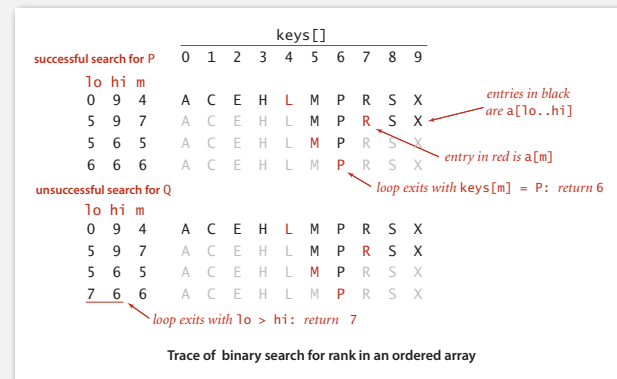 keys[]
successful search for P 0 1 2 3 4 5 6 7 8 9
lo hi m
0 9 4 A C E H L M P R S X
5 9 7 A C E H L M P R S X
5 6 5 A C E H L M P R S X
6 6 6 A C E H L M P R S X
entries in black
are a[lo..hi]
entry in red is a[m]
loop exits with keys[m] = P: return 6
unsuccessful search for Q
lo hi m
0 9 4 A C E H L M P R S X
5 9 7 A C E H L M P R S X
5 6 5 A C E H L M P R S X
7 6 6 A C E H L M P R S X
loop exits with lo > hi: return 7
Trace of binary search for rank in an ordered array